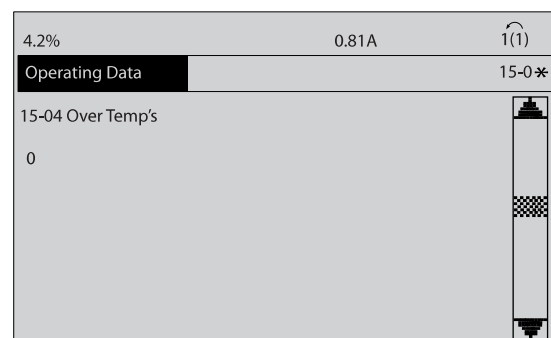 4.2% 0.81A 1(1)
Operating Data 15-0*
15-04 Over Temp's
0